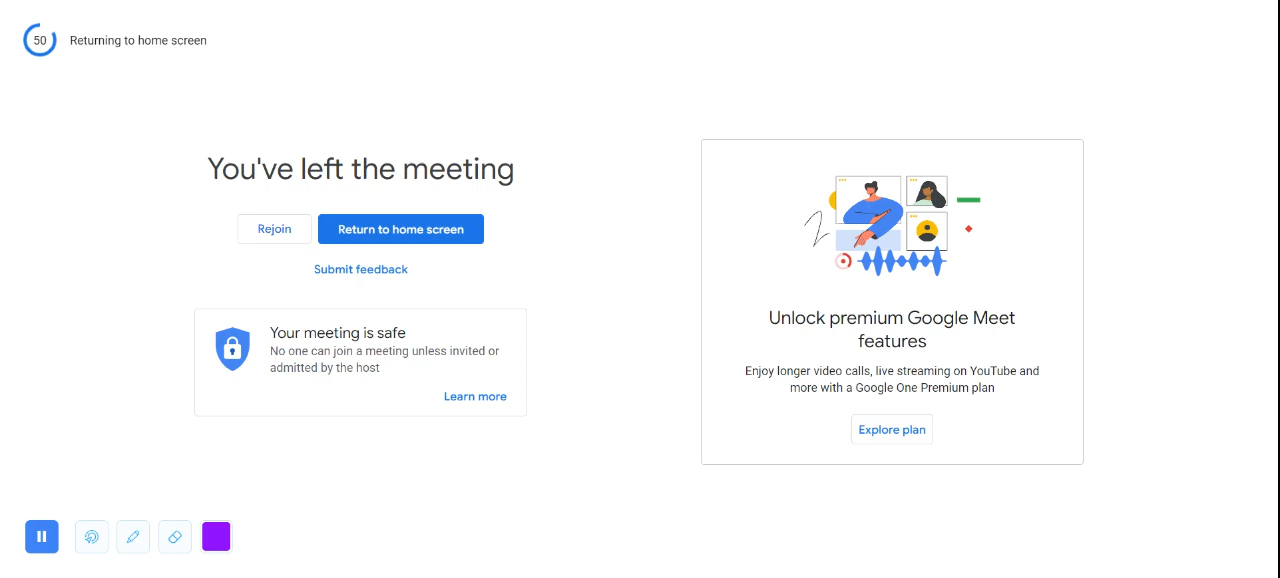 50 Returning to home screen
You've left the meeting
Rejoin Return to home screen
Submit feedback
Your meeting is safe
No one can join a meeting unless invited or
admitted by the host
Learn more
Unlock premium Google Meet
features
Enjoy longer video calls, live streaming on YouTube and
more with a Google One Premium plan
Explore plan